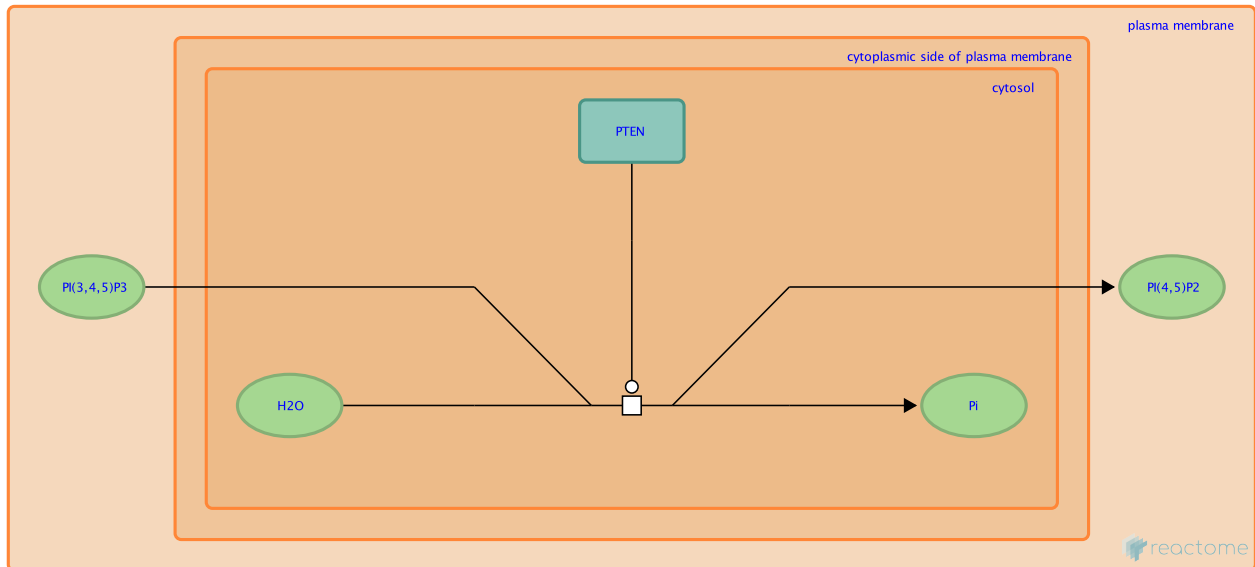 plasma membrane
cytoplasmic side of plasma membrane
cytosol
PTEN
PI(3,4,5)P3
PI(4,5)P2
H2O
Pi
reactome